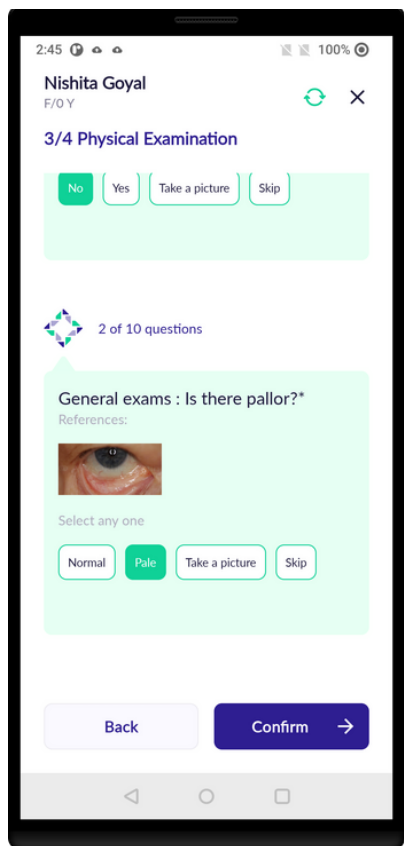 2:45 100%
Nishita Goyal
F/0 Y
3/4 Physical Examination
No Yes Take a picture Skip
2 of 10 questions
General exams : Is there pallor?*
References:
Select any one
Normal Pale Take a picture Skip
Back Confirm